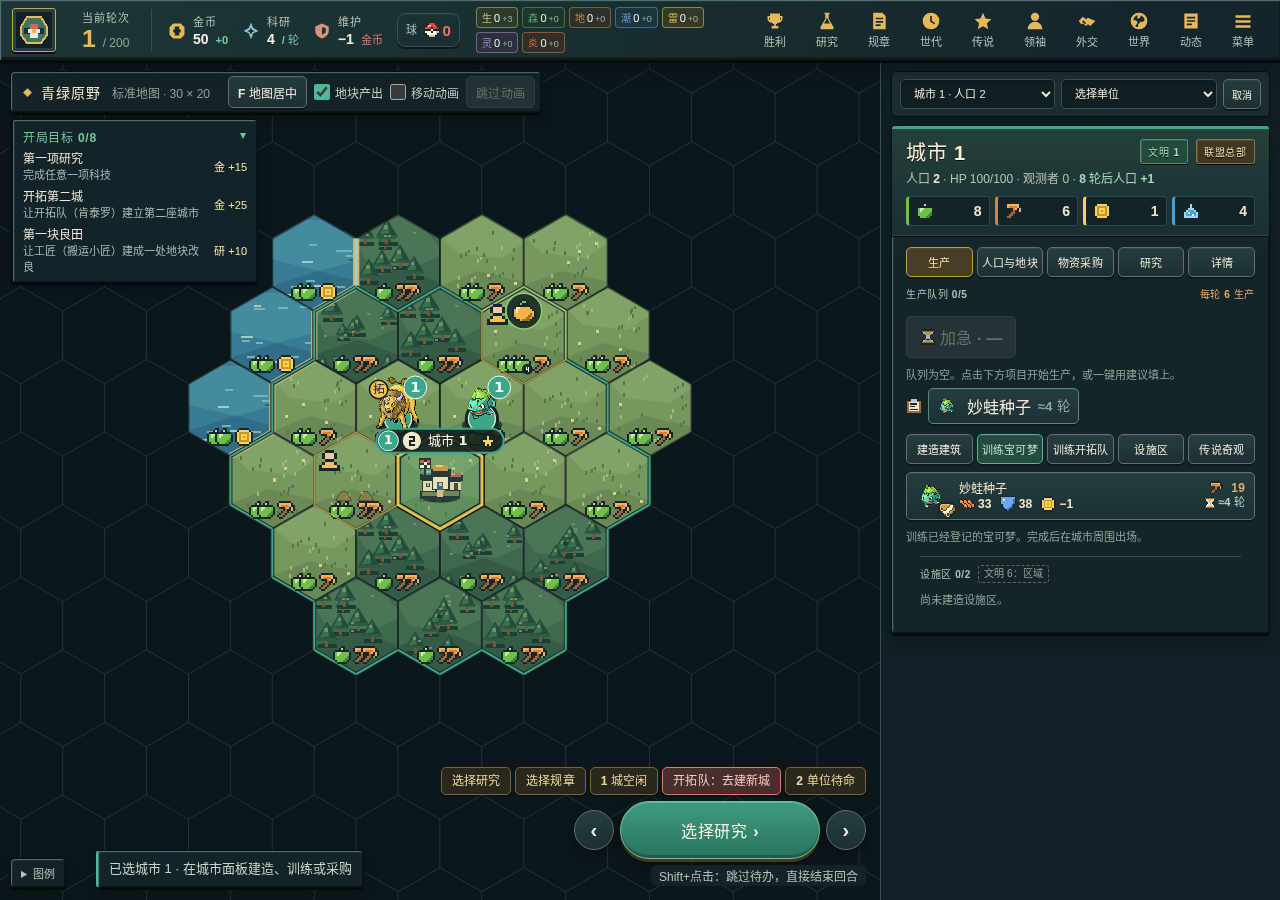 当前轮次
1 / 200
金币
50 +0
科研
4 / 轮
维护
−1 金币
球 0
生 0 +3
森 0 +0
地 0 +0
潮 0 +0
雷 0 +0
灵 0 +0
炎 0 +0
胜利
研究
规章
世代
传说
领袖
外交
世界
动态
菜单
青绿原野
标准地图 · 30 × 20
F 地图居中
地块产出
移动动画
跳过动画
开局目标 0/8
第一项研究
完成任意一项科技
金 +15
开拓第二城
让开拓队（肯泰罗）建立第二座城市
金 +25
第一块良田
让工匠（搬运小匠）建成一处地块改良
研 +10
4
拓
1
1
1 2 城市 1
选择研究
选择规章
1 城空闲
开拓队：去建新城
2 单位待命
‹
选择研究 ›
›
Shift+点击：跳过待办，直接结束回合
图例
已选城市 1 · 在城市面板建造、训练或采购
城市 1 · 人口 2
选择单位
取消
城市 1
文明 1
联盟总部
人口 2 · HP 100/100 · 观测者 0 · 8 轮后人口 +1
8
6
1
4
生产
人口与地块
物资采购
研究
详情
生产队列 0/5
每轮 6 生产
加急 · —
队列为空。点击下方项目开始生产，或一键用建议填上。
妙蛙种子 ≈4 轮
建造建筑
训练宝可梦
训练开拓队
设施区
传说奇观
妙蛙种子
33
38
−1
19
≈4 轮
训练已经登记的宝可梦。完成后在城市周围出场。
设施区 0/2
文明 6：区域
尚未建造设施区。